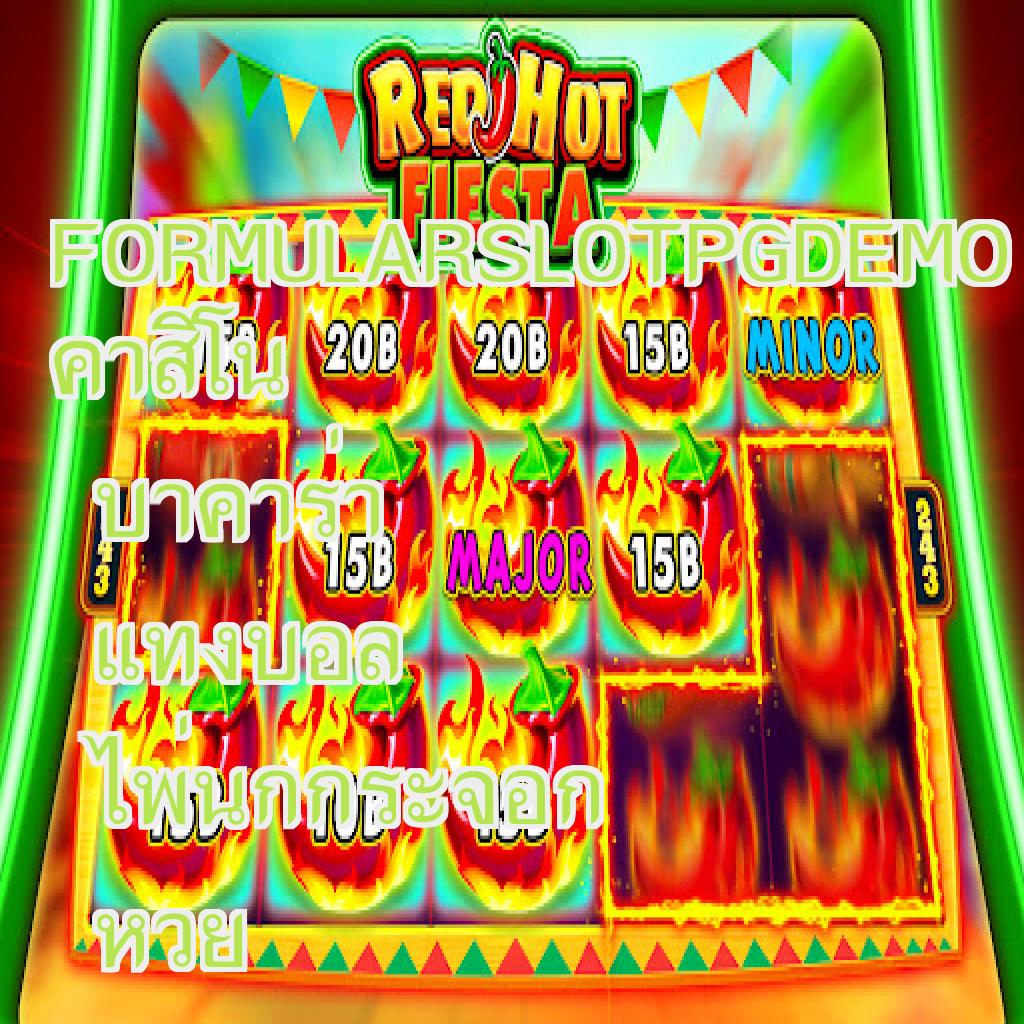 RED HOT
FIESTA
FORMULARSLOTPGDEMO
คาสิโน
20B 20B 15B MINOR
บาคาร่า
15B MAJOR 15B
243
แทงบอล
ไพ่นกกระจอก
หวย